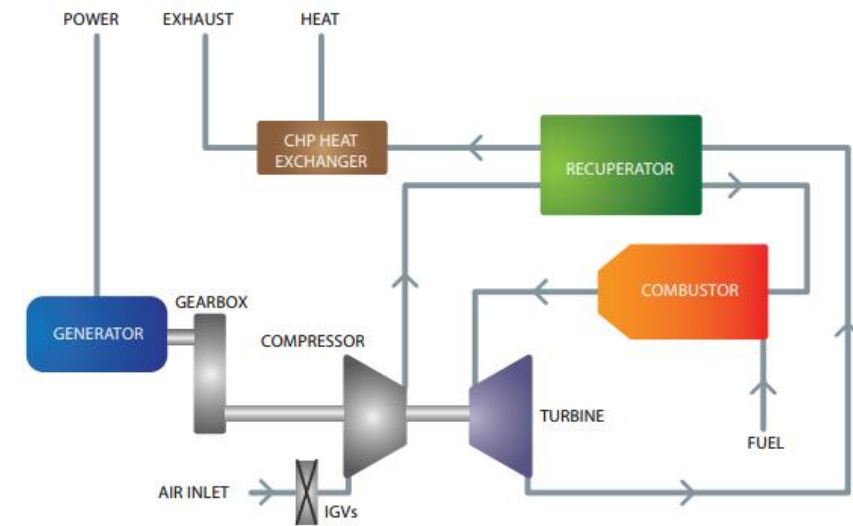 POWER
EXHAUST
HEAT
CHP HEAT
EXCHANGER
RECUPERATOR
COMBUSTOR
GEARBOX
GENERATOR
COMPRESSOR
TURBINE
FUEL
AIR INLET
IGVs